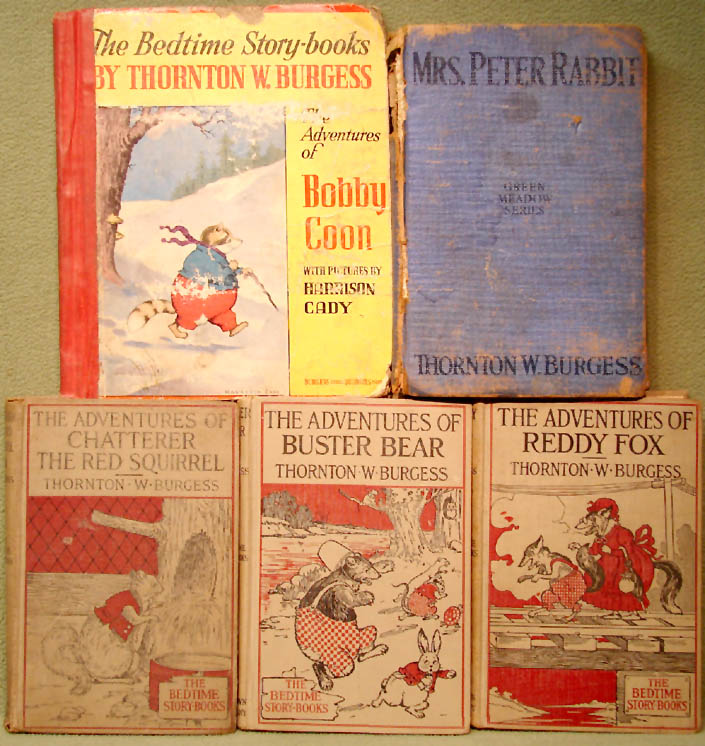 The Bedtime Story-books
BY THORNTON W. BURGESS
The
Adventures
of
Bobby
Coon
WITH PICTURES BY
HARRISON
CADY
MRS. PETER RABBIT
GREEN
MEADOW
SERIES
THORNTON W. BURGESS
THE ADVENTURES OF
CHATTERER
THE RED SQUIRREL
THORNTON·W·BURGESS
THE
BEDTIME
STORY-BOOKS
THE ADVENTURES OF
BUSTER BEAR
THORNTON·W·BURGESS
THE
BEDTIME
STORY-BOOKS
THE ADVENTURES OF
REDDY FOX
THORNTON·W·BURGESS
THE
BEDTIME
STORY-BOOKS